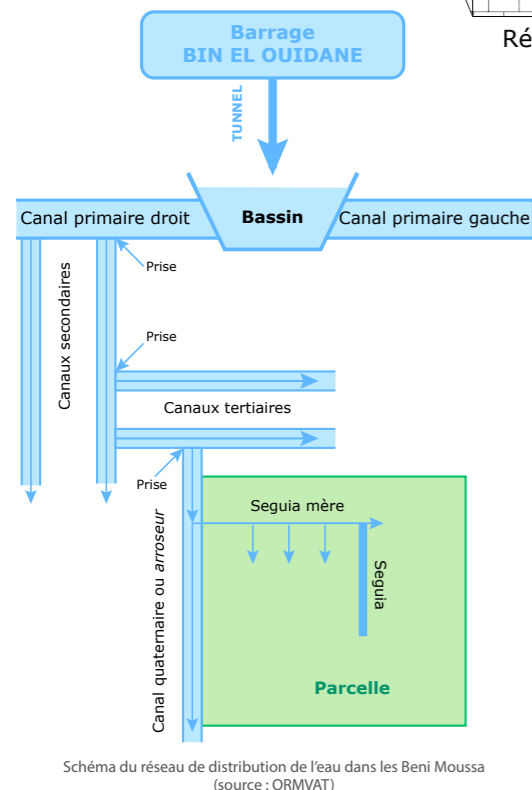 Ré
Barrage
BIN EL OUIDANE
TUNNEL
Canal primaire droit
Bassin
Canal primaire gauche
Prise
Canaux secondaires
Prise
Canaux tertiaires
Prise
Seguia mère
Canal quaternaire ou arroseur
Seguia
Parcelle
Schéma du réseau de distribution de l'eau dans les Beni Moussa
(source : ORMVAT)